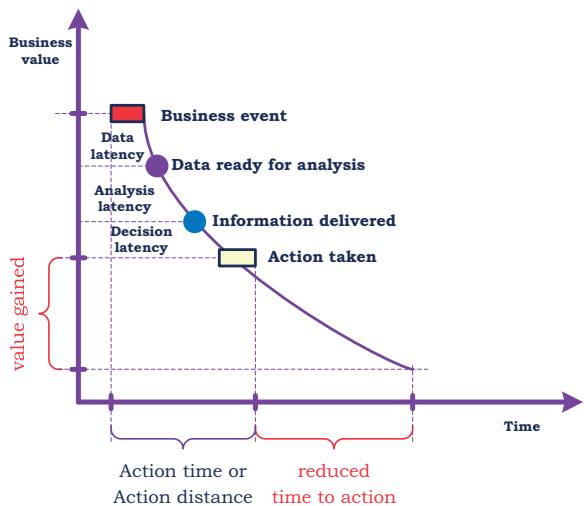 Business
value
Business event
Data
latency
Data ready for analysis
Analysis
latency
Information delivered
Decision
latency
Action taken
value gained
Time
Action time or
Action distance
reduced
time to action